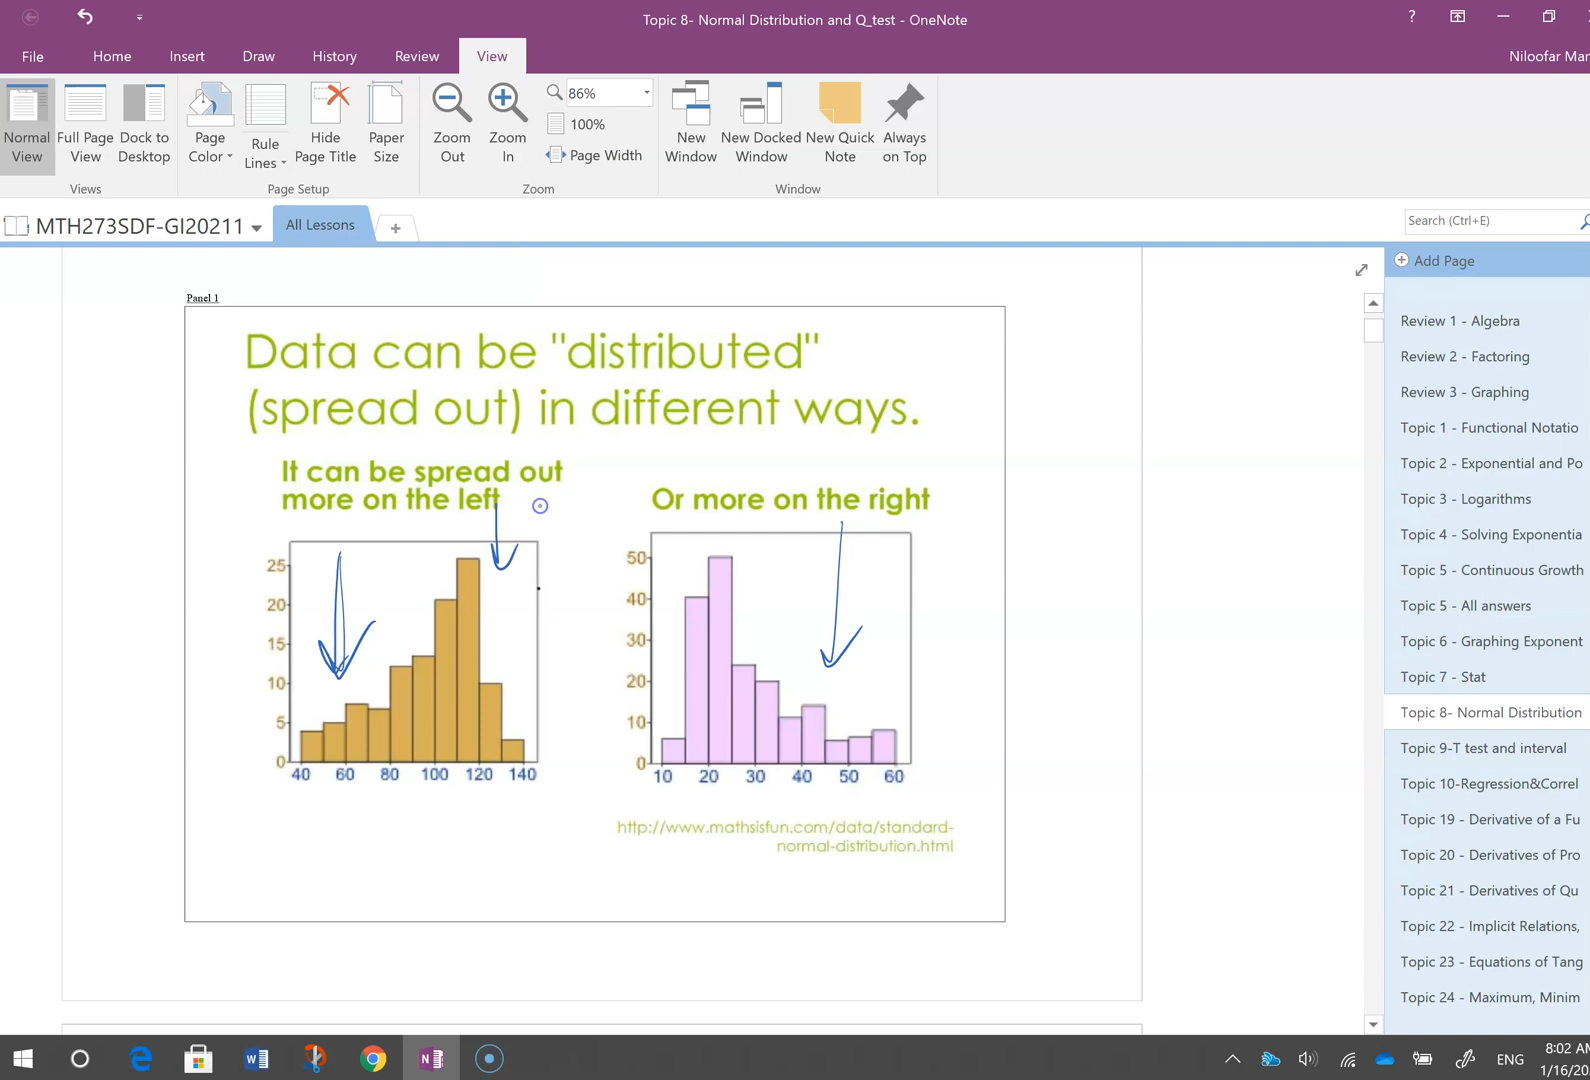 Topic 8- Normal Distribution and Q_test - OneNote
?
Niloofar Mar
File
Home
Insert
Draw
History
Review
View
Normal View
Full Page View
Dock to Desktop
Page Color
Rule Lines
Hide Page Title
Paper Size
Zoom Out
Zoom In
86%
100%
Page Width
New Window
New Docked Window
New Quick Note
Always on Top
Views
Page Setup
Zoom
Window
MTH273SDF-GI20211
All Lessons
+
Search (Ctrl+E)
Add Page
Review 1 - Algebra
Review 2 - Factoring
Review 3 - Graphing
Topic 1 - Functional Notatio
Topic 2 - Exponential and Po
Topic 3 - Logarithms
Topic 4 - Solving Exponentia
Topic 5 - Continuous Growth
Topic 5 - All answers
Topic 6 - Graphing Exponent
Topic 7 - Stat
Topic 8- Normal Distribution
Topic 9-T test and interval
Topic 10-Regression&Correl
Topic 19 - Derivative of a Fu
Topic 20 - Derivatives of Pro
Topic 21 - Derivatives of Qu
Topic 22 - Implicit Relations,
Topic 23 - Equations of Tang
Topic 24 - Maximum, Minim
Panel 1
Data can be "distributed"
(spread out) in different ways.
It can be spread out
more on the left
25
20
15
10
5
0
40 60 80 100 120 140
Or more on the right
50
40
30
20
10
0
10 20 30 40 50 60
http://www.mathsisfun.com/data/standard-
normal-distribution.html
ENG
8:02 AM
1/16/20